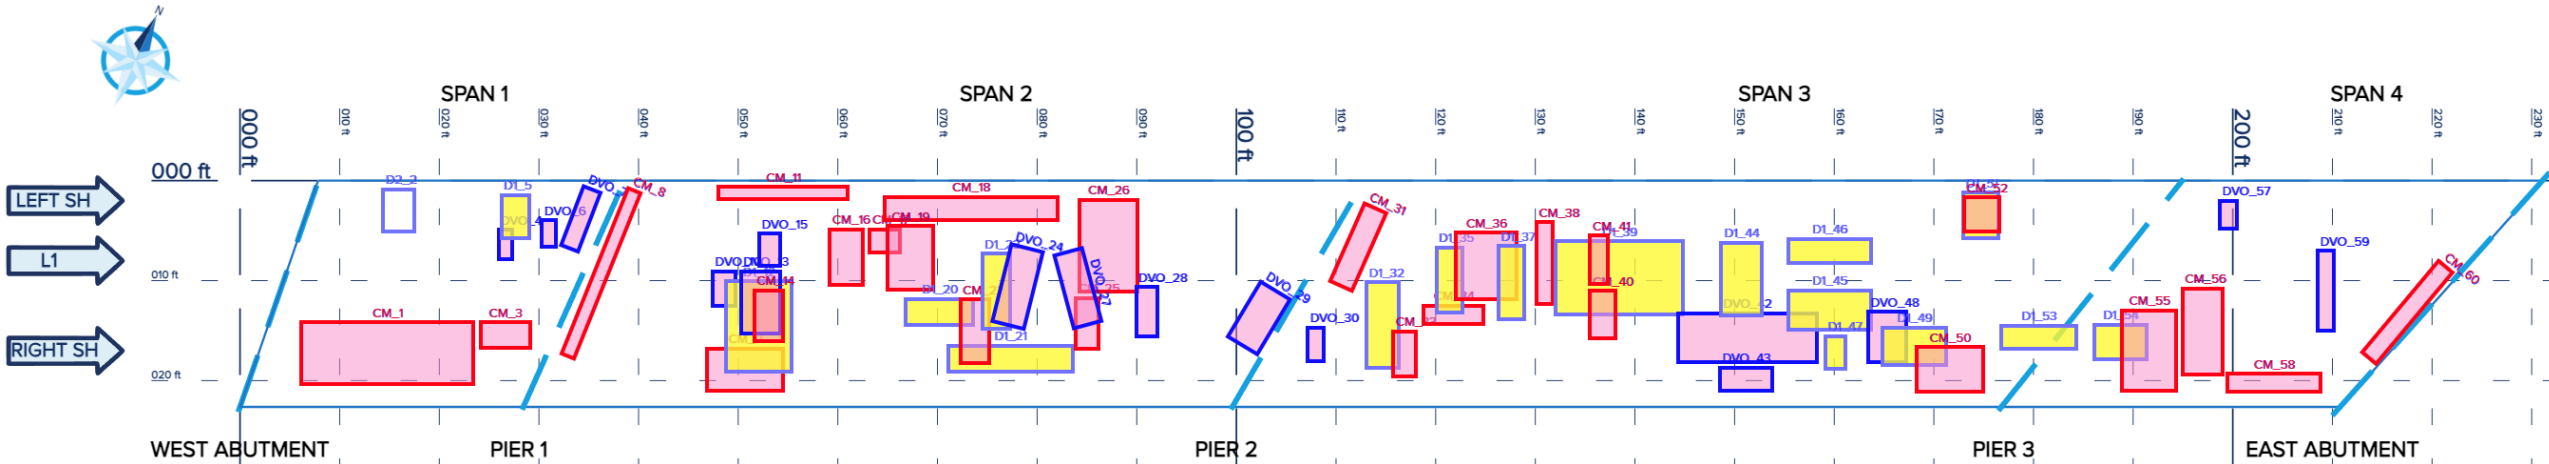 N
SPAN 1
SPAN 2
SPAN 3
SPAN 4
000 ft
010 ft
020 ft
030 ft
040 ft
050 ft
060 ft
070 ft
080 ft
090 ft
100 ft
110 ft
120 ft
130 ft
140 ft
150 ft
160 ft
170 ft
180 ft
190 ft
200 ft
210 ft
220 ft
230 ft
000 ft
LEFT SH
L1
010 ft
RIGHT SH
020 ft
D2_2
D1_5
DVO_6
CM_8
CM_11
DVO_15
CM_16
CM_18
CM_19
CM_26
DVO_24
DVO_27
DVO_28
CM_1
CM_3
CM_14
D1_20
D1_21
DVO_29
DVO_30
CM_31
D1_32
D1_35
CM_36
D1_37
CM_38
D1_39
CM_41
CM_40
DVO_42
DVO_43
D1_44
D1_45
D1_46
D1_47
DVO_48
D1_49
CM_50
CM_52
D1_53
D1_54
CM_55
CM_56
DVO_57
CM_58
DVO_59
CM_60
WEST ABUTMENT
PIER 1
PIER 2
PIER 3
EAST ABUTMENT